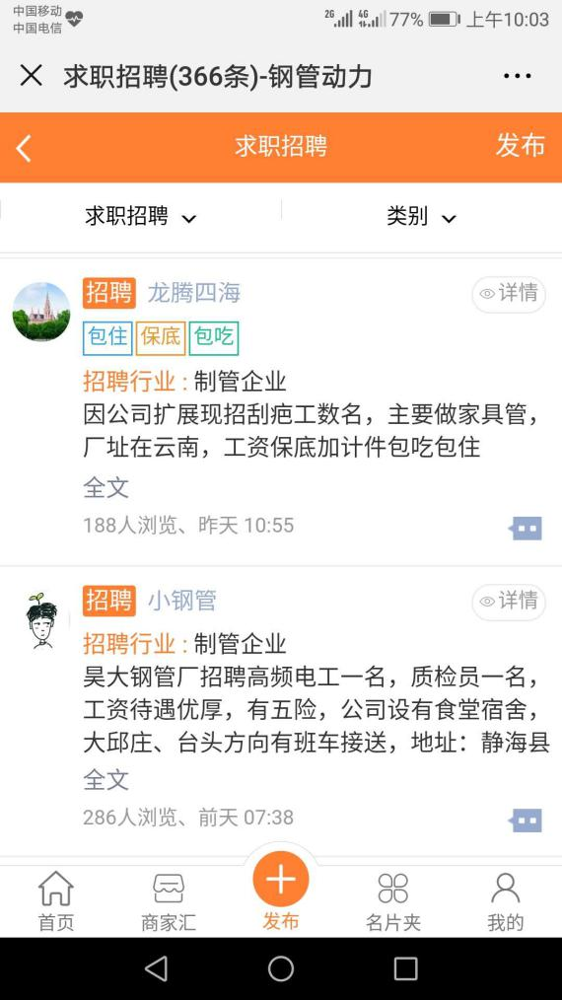 中国移动
中国电信
2G 4G 77% 上午10:03
求职招聘(366条)-钢管动力
求职招聘 发布
求职招聘 类别
招聘 龙腾四海 详情
包住 保底 包吃
招聘行业 : 制管企业
因公司扩展现招刮疤工数名，主要做家具管，
厂址在云南，工资保底加计件包吃包住
全文
188人浏览、昨天 10:55
招聘 小钢管 详情
招聘行业 : 制管企业
昊大钢管厂招聘高频电工一名，质检员一名，
工资待遇优厚，有五险，公司设有食堂宿舍，
大邱庄、台头方向有班车接送，地址：静海县
全文
286人浏览、前天 07:38
首页 商家汇 发布 名片夹 我的